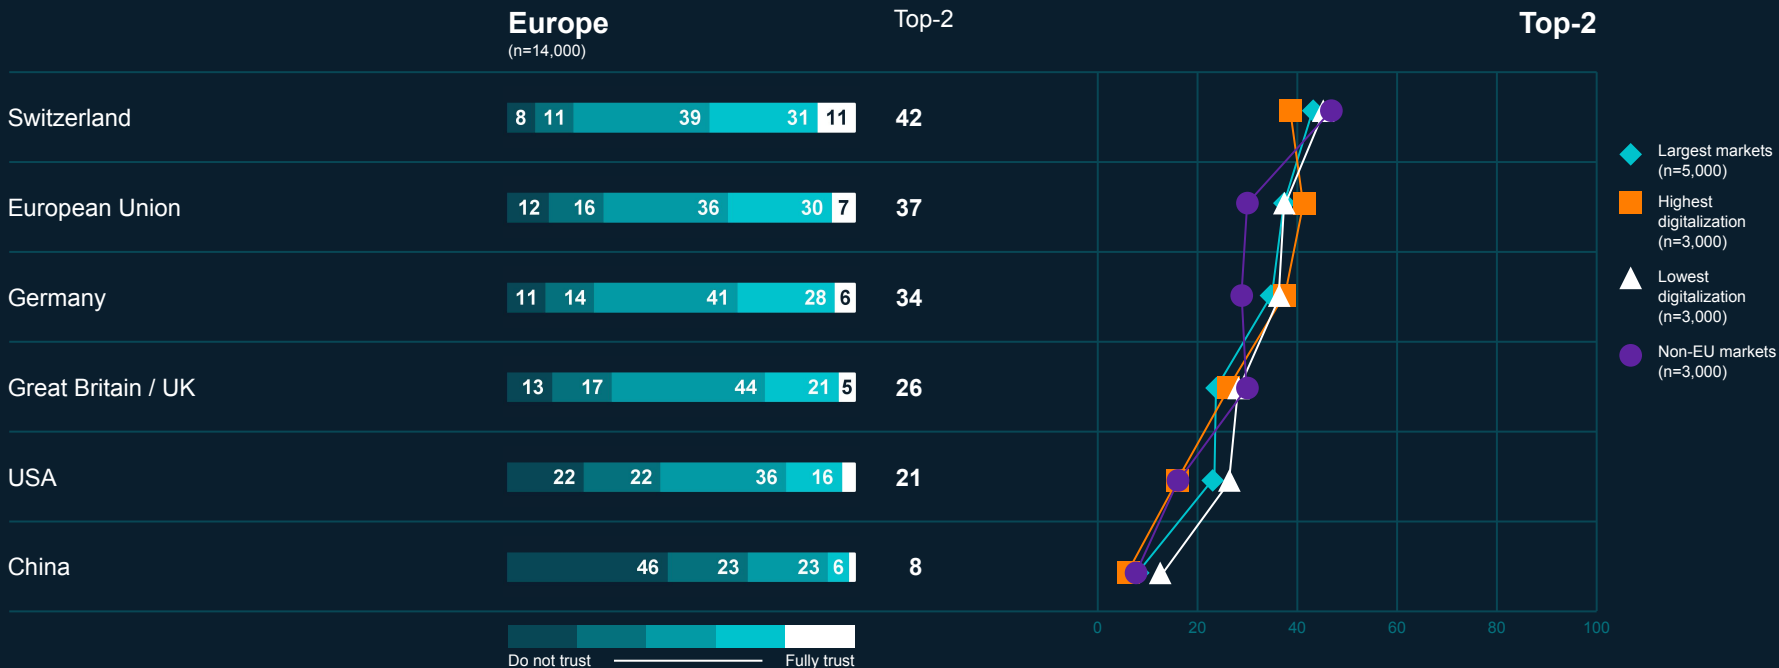 Europe
(n=14,000)
Top-2
Top-2
Switzerland
8 11 39 31 11
42
European Union
12 16 36 30 7
37
Germany
11 14 41 28 6
34
Great Britain / UK
13 17 44 21 5
26
USA
22 22 36 16
21
China
46 23 23 6
8
0 20 40 60 80 100
Do not trust
Fully trust
Largest markets
(n=5,000)
Highest
digitalization
(n=3,000)
Lowest
digitalization
(n=3,000)
Non-EU markets
(n=3,000)